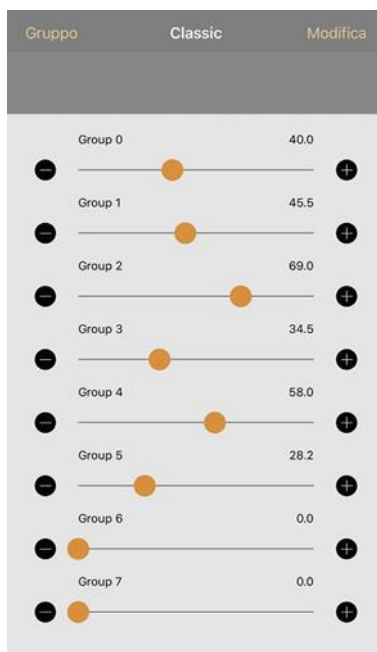 Gruppo Classic Modifica
Group 0 40.0
Group 1 45.5
Group 2 69.0
Group 3 34.5
Group 4 58.0
Group 5 28.2
Group 6 0.0
Group 7 0.0